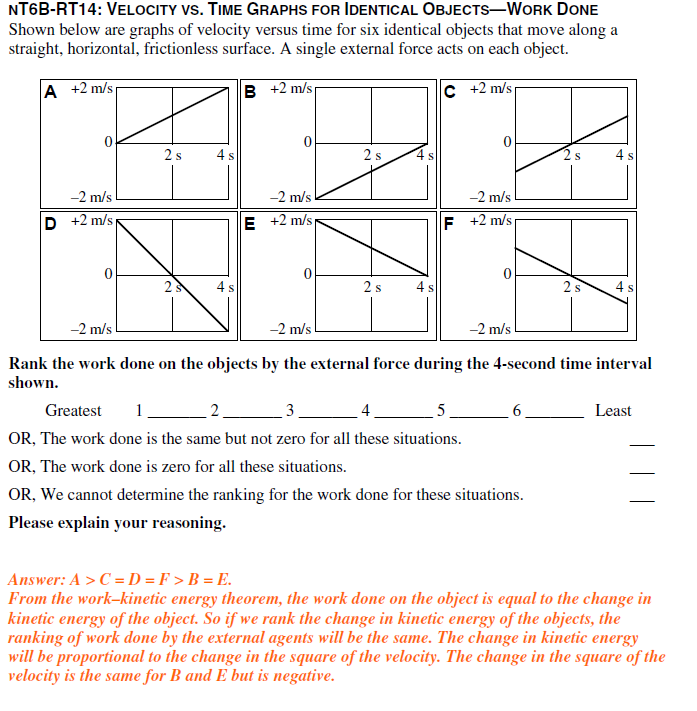 NT6B-RT14: VELOCITY VS. TIME GRAPHS FOR IDENTICAL OBJECTS—WORK DONE
Shown below are graphs of velocity versus time for six identical objects that move along a
straight, horizontal, frictionless surface. A single external force acts on each object.
A +2 m/s
0
2 s 4 s
–2 m/s
B +2 m/s
0
2 s 4 s
–2 m/s
C +2 m/s
0
2 s 4 s
–2 m/s
D +2 m/s
0
2 s 4 s
–2 m/s
E +2 m/s
0
2 s 4 s
–2 m/s
F +2 m/s
0
2 s 4 s
–2 m/s
Rank the work done on the objects by the external force during the 4-second time interval
shown.
Greatest 1 _______ 2 _______ 3 _______ 4 _______ 5 _______ 6 _______ Least
OR, The work done is the same but not zero for all these situations. ___
OR, The work done is zero for all these situations. ___
OR, We cannot determine the ranking for the work done for these situations. ___
Please explain your reasoning.
Answer: A > C = D = F > B = E.
From the work–kinetic energy theorem, the work done on the object is equal to the change in
kinetic energy of the object. So if we rank the change in kinetic energy of the objects, the
ranking of work done by the external agents will be the same. The change in kinetic energy
will be proportional to the change in the square of the velocity. The change in the square of the
velocity is the same for B and E but is negative.